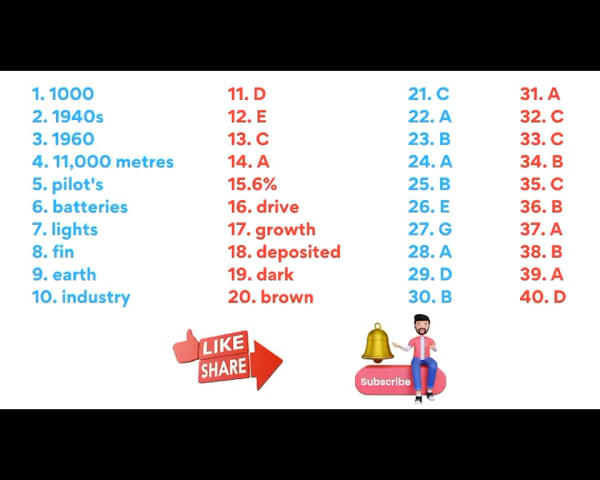 1. 1000
2. 1940s
3. 1960
4. 11,000 metres
5. pilot's
6. batteries
7. lights
8. fin
9. earth
10. industry
11. D
12. E
13. C
14. A
15.6%
16. drive
17. growth
18. deposited
19. dark
20. brown
21. C
22. A
23. B
24. A
25. B
26. E
27. G
28. A
29. D
30. B
31. A
32. C
33. C
34. B
35. C
36. B
37. A
38. B
39. A
40. D
LIKE
SHARE
Subscribe